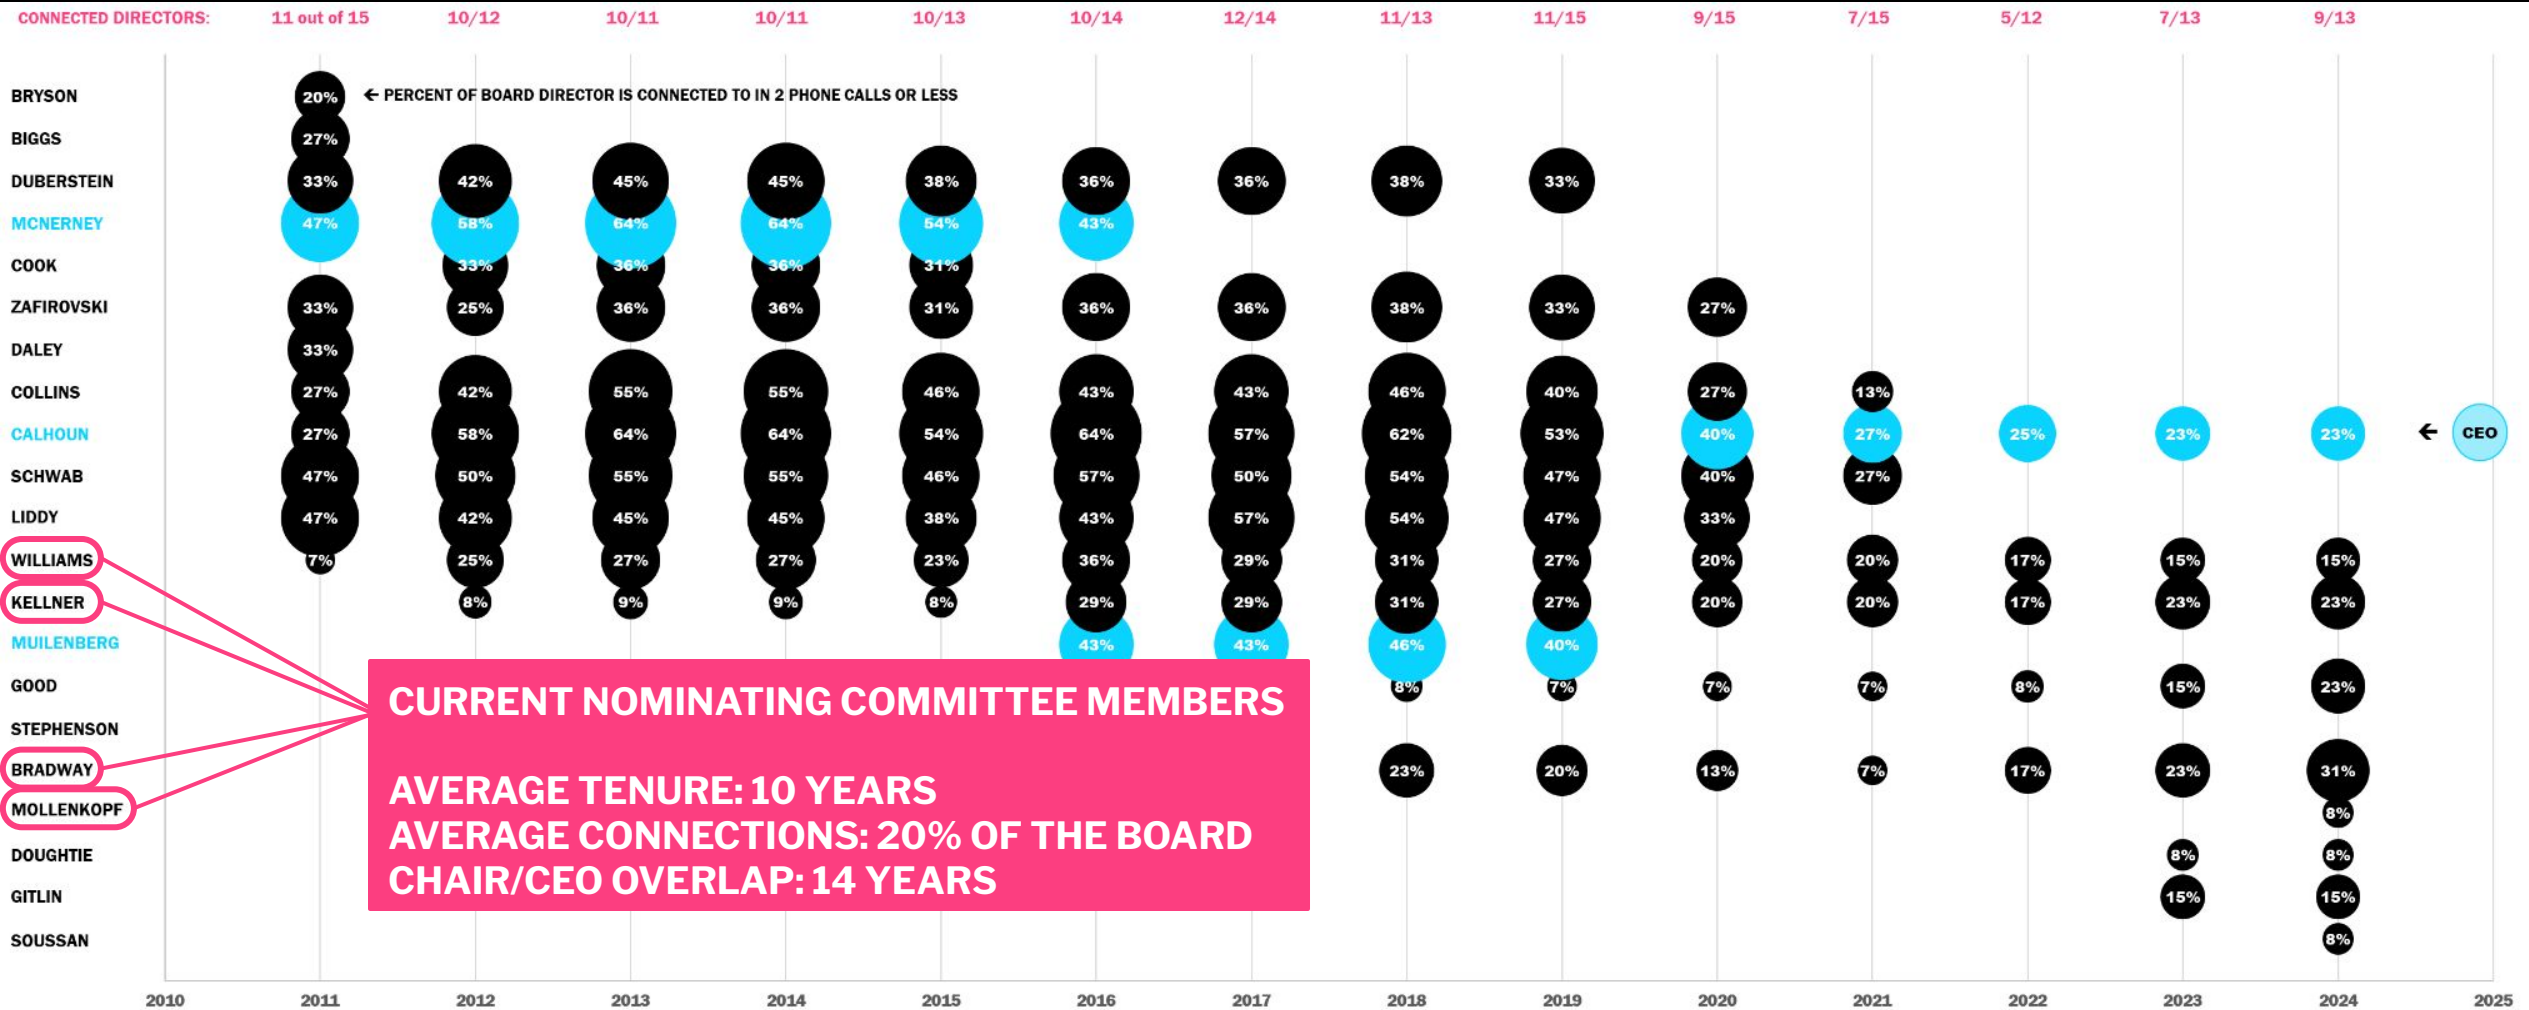 CONNECTED DIRECTORS: 11 out of 15 10/12 10/11 10/11 10/13 10/14 12/14 11/13 11/15 9/15 7/15 5/12 7/13 9/13
BRYSON 20% ← PERCENT OF BOARD DIRECTOR IS CONNECTED TO IN 2 PHONE CALLS OR LESS
BIGGS 27%
DUBERSTEIN 33% 42% 45% 45% 38% 36% 36% 38% 33%
MCNERNEY 47% 58% 64% 64% 54% 43%
COOK 33% 36% 36% 31%
ZAFIROVSKI 33% 25% 36% 36% 31% 36% 36% 38% 33% 27%
DALEY 33%
COLLINS 27% 42% 55% 55% 46% 43% 43% 46% 40% 27% 13%
CALHOUN 27% 58% 64% 64% 54% 64% 57% 62% 53% 40% 27% 25% 23% 23% ← CEO
SCHWAB 47% 50% 55% 55% 46% 57% 50% 54% 47% 40% 27%
LIDDY 47% 42% 45% 45% 38% 43% 57% 54% 47% 33%
WILLIAMS 7% 25% 27% 27% 23% 36% 29% 31% 27% 20% 20% 17% 15% 15%
KELLNER 8% 9% 9% 8% 29% 29% 31% 27% 20% 20% 17% 23% 23%
MUILENBERG 43% 43% 46% 40%
GOOD 8% 7% 7% 7% 8% 15% 23%
STEPHENSON
BRADWAY 23% 20% 13% 7% 17% 23% 31%
MOLLENKOPF 8%
DOUGHTIE 8% 8%
GITLIN 15% 15%
SOUSSAN 8%
CURRENT NOMINATING COMMITTEE MEMBERS
AVERAGE TENURE: 10 YEARS
AVERAGE CONNECTIONS: 20% OF THE BOARD
CHAIR/CEO OVERLAP: 14 YEARS
2010 2011 2012 2013 2014 2015 2016 2017 2018 2019 2020 2021 2022 2023 2024 2025